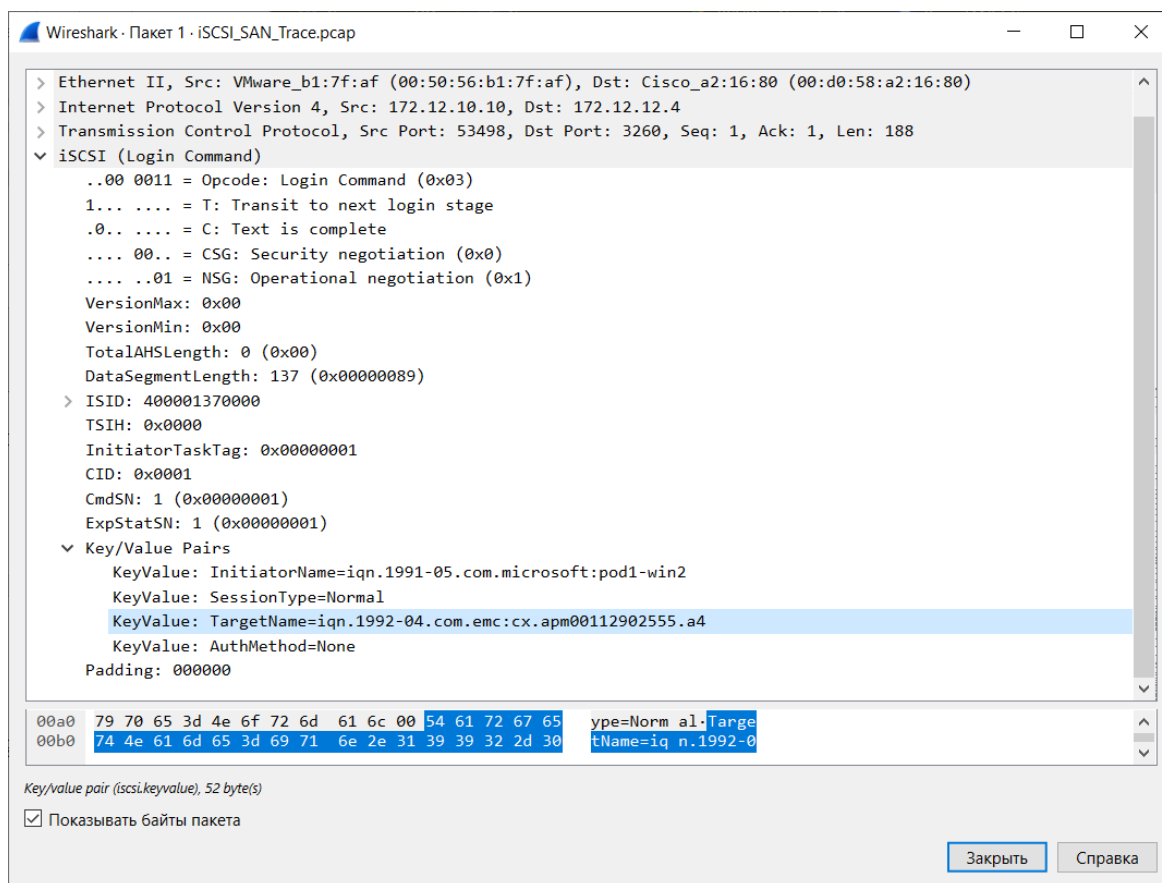 Wireshark · Пакет 1 · iSCSI_SAN_Trace.pcap
Ethernet II, Src: VMware_b1:7f:af (00:50:56:b1:7f:af), Dst: Cisco_a2:16:80 (00:d0:58:a2:16:80)
Internet Protocol Version 4, Src: 172.12.10.10, Dst: 172.12.12.4
Transmission Control Protocol, Src Port: 53498, Dst Port: 3260, Seq: 1, Ack: 1, Len: 188
iSCSI (Login Command)
..00 0011 = Opcode: Login Command (0x03)
1... .... = T: Transit to next login stage
.0.. .... = C: Text is complete
.... 00.. = CSG: Security negotiation (0x0)
.... ..01 = NSG: Operational negotiation (0x1)
VersionMax: 0x00
VersionMin: 0x00
TotalAHSLength: 0 (0x00)
DataSegmentLength: 137 (0x00000089)
ISID: 400001370000
TSIH: 0x0000
InitiatorTaskTag: 0x00000001
CID: 0x0001
CmdSN: 1 (0x00000001)
ExpStatSN: 1 (0x00000001)
Key/Value Pairs
KeyValue: InitiatorName=iqn.1991-05.com.microsoft:pod1-win2
KeyValue: SessionType=Normal
KeyValue: TargetName=iqn.1992-04.com.emc:cx.apm00112902555.a4
KeyValue: AuthMethod=None
Padding: 000000
00a0 79 70 65 3d 4e 6f 72 6d 61 6c 00 54 61 72 67 65 ype=Norm al·Targe
00b0 74 4e 61 6d 65 3d 69 71 6e 2e 31 39 39 32 2d 30 tName=iq n.1992-0
Key/value pair (iscsi.keyvalue), 52 byte(s)
Показывать байты пакета
Закрыть Справка